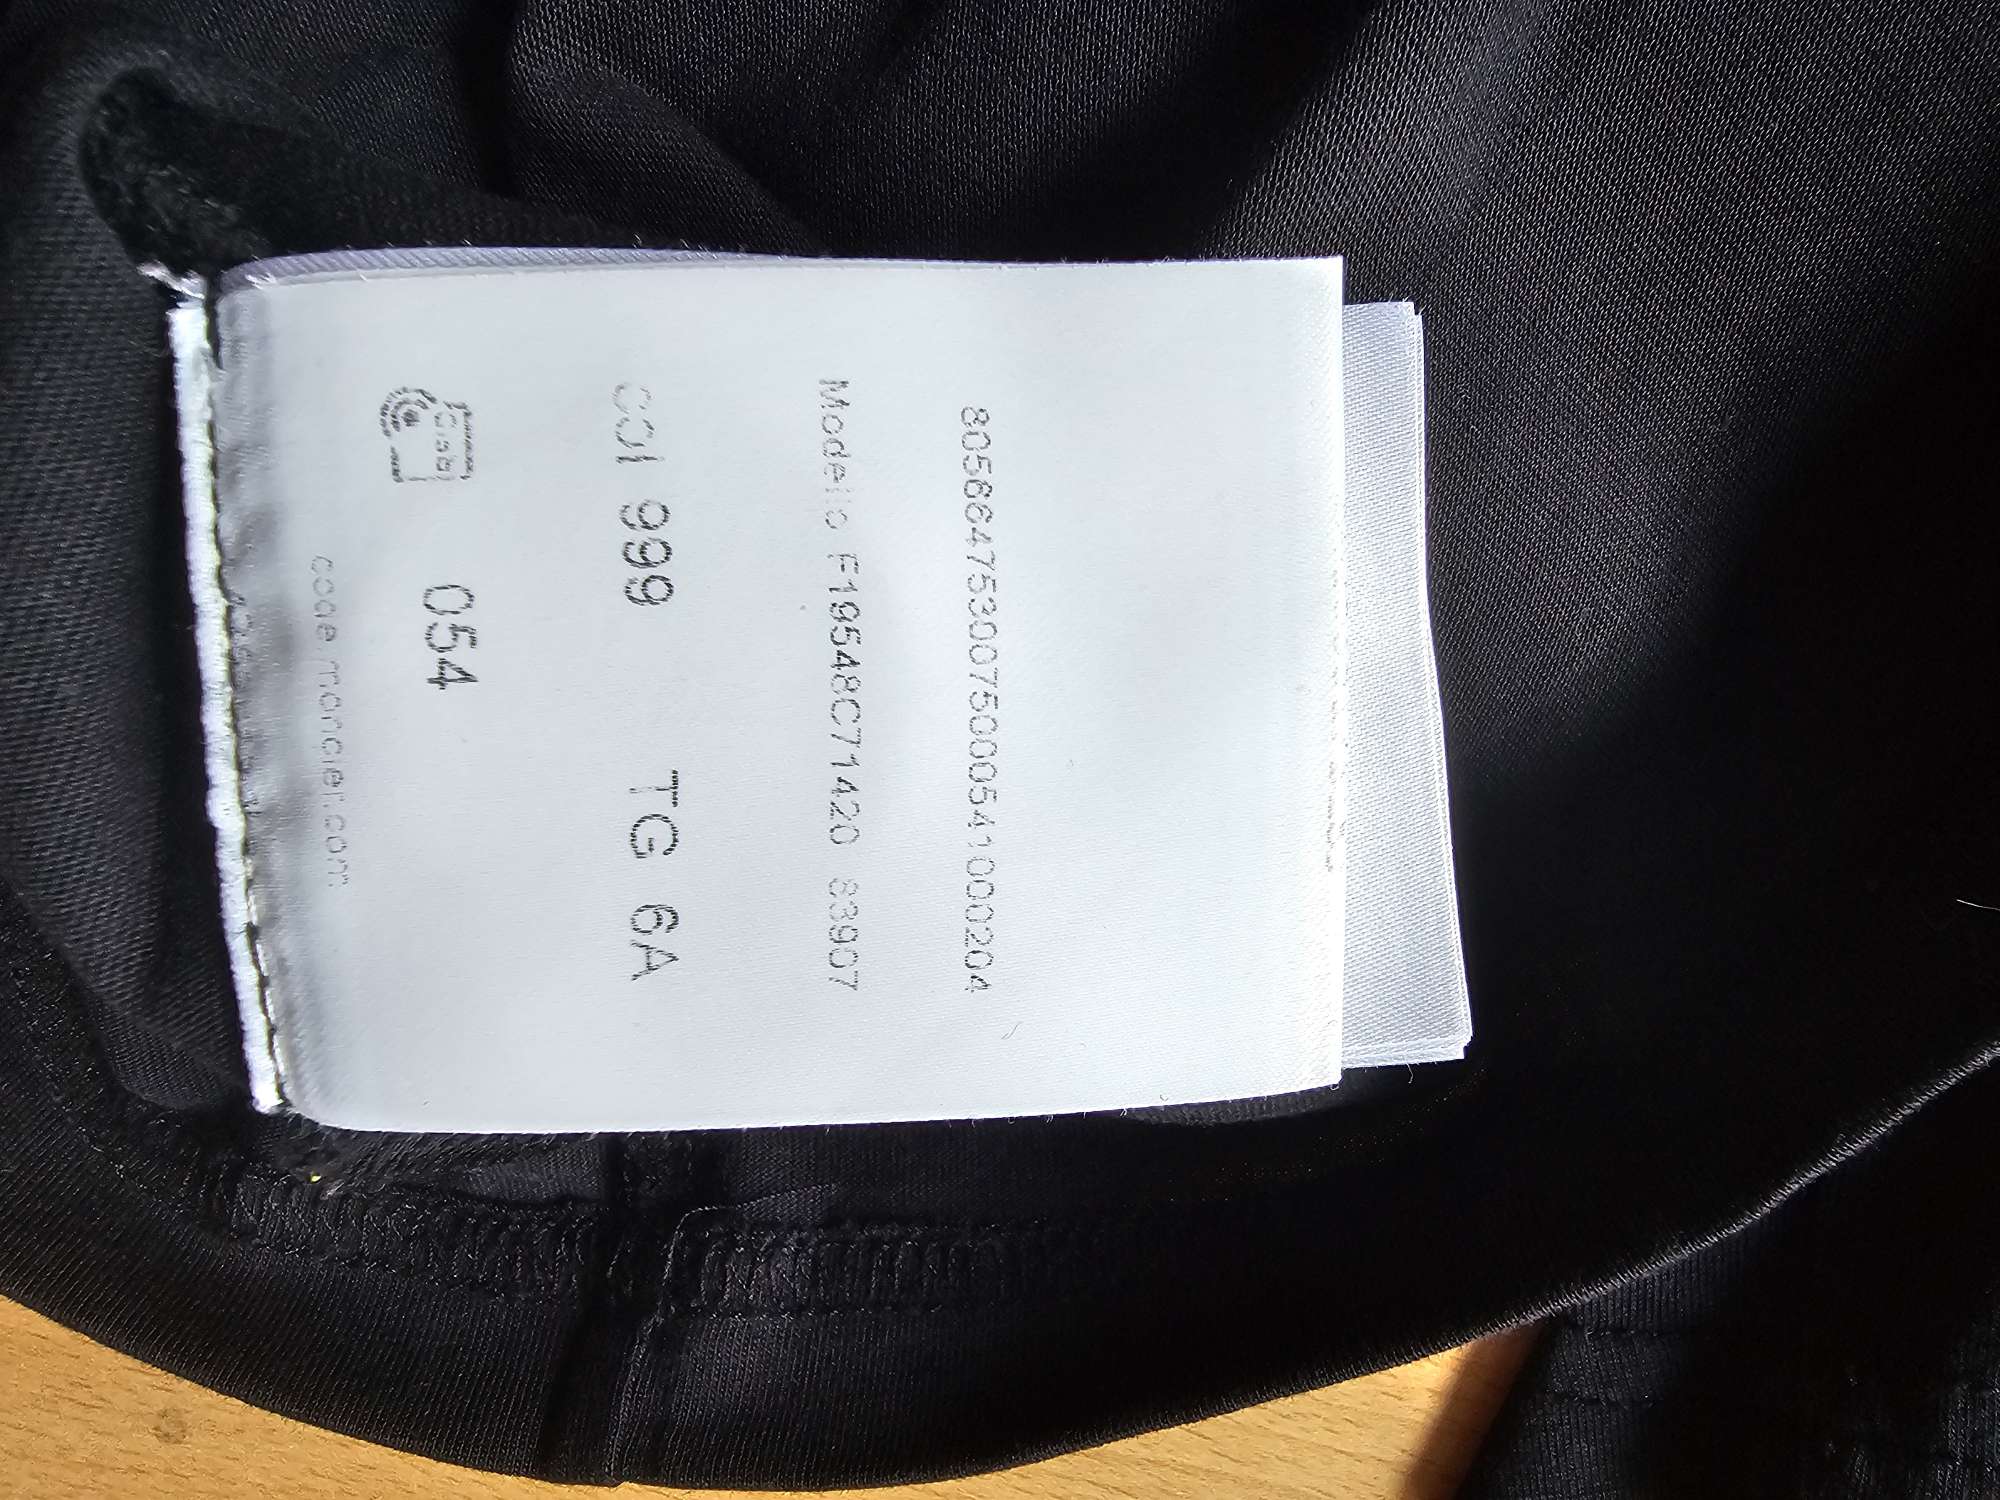 code.moncler.com
054
COl 999 TG 6A
Modello F19548C71420 83907
8056647530075000541000204